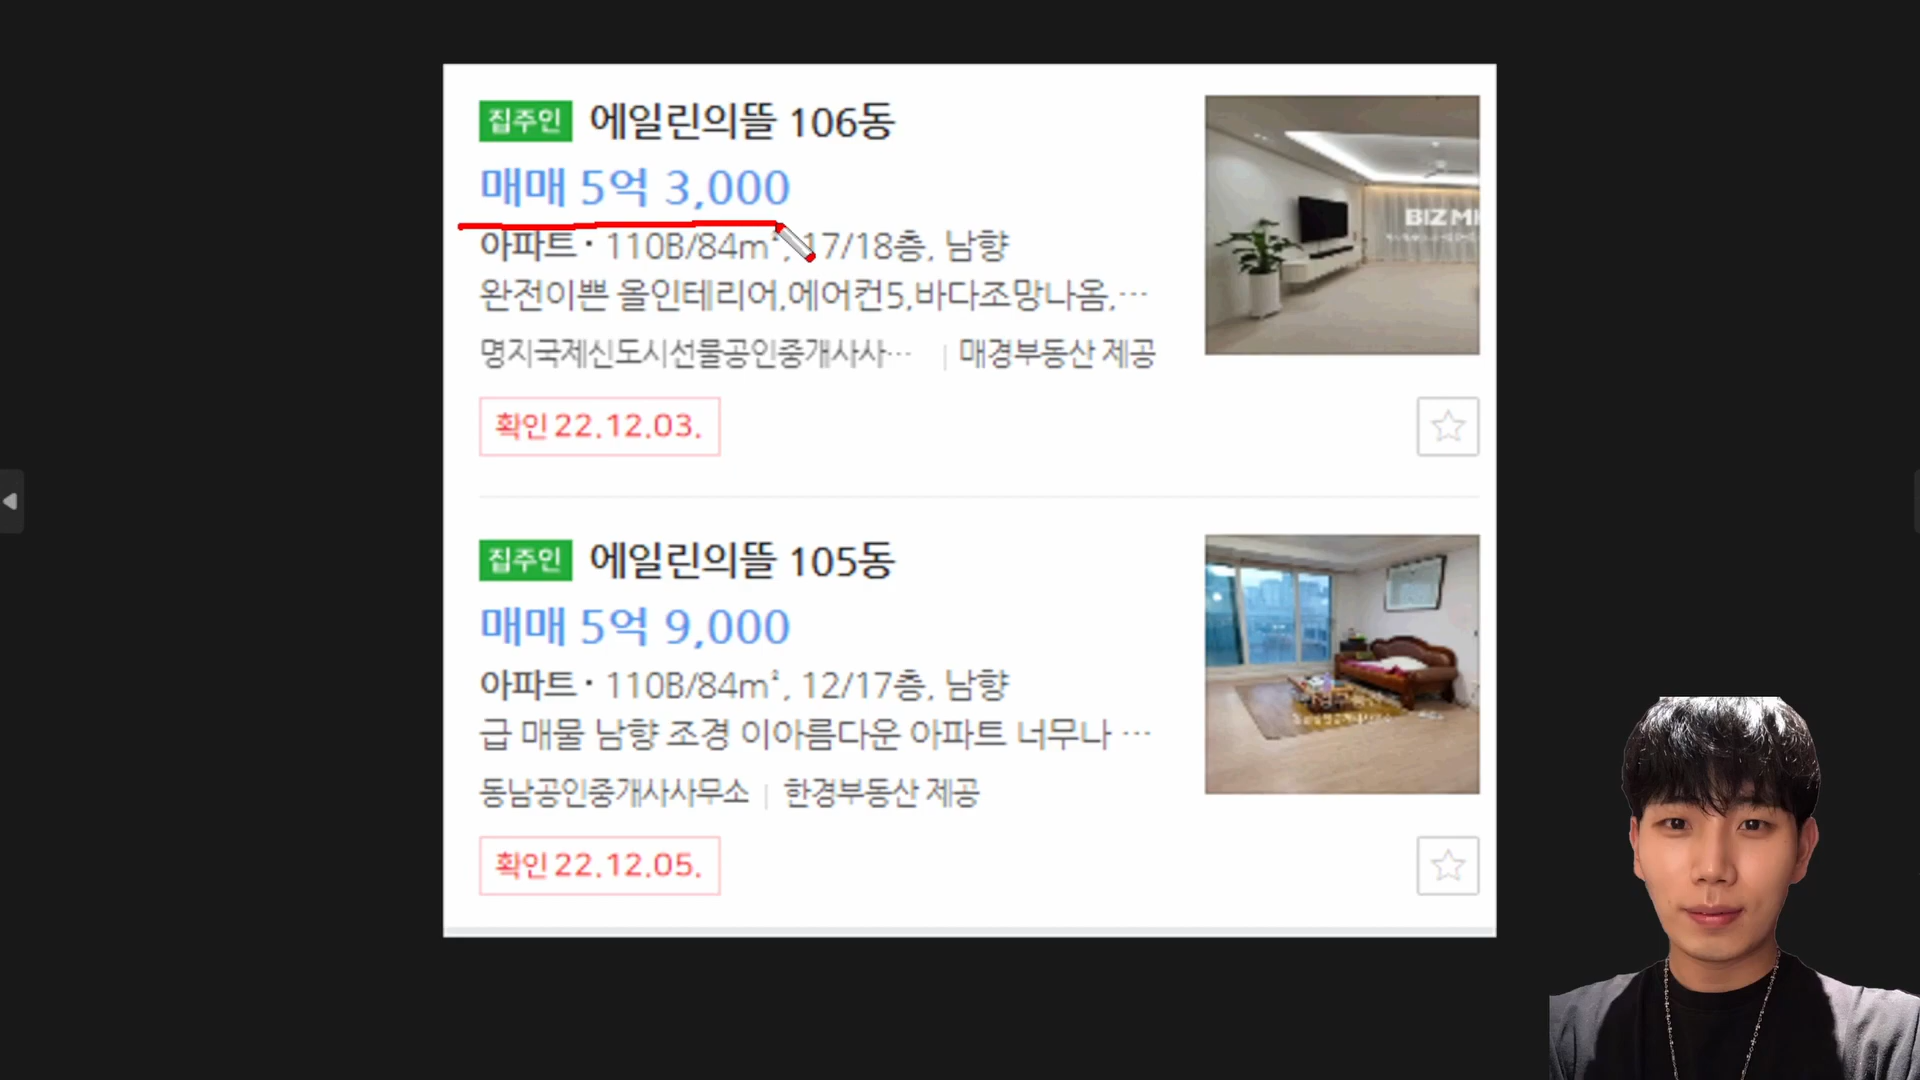 집주인 에일린의뜰 106동
매매 5억 3,000
아파트 · 110B/84m², 17/18층, 남향
완전이쁜 올인테리어,에어컨5,바다조망나옴,…
명지국제신도시선물공인중개사사… | 매경부동산 제공
확인 22.12.03.
BIZ MK
집주인 에일린의뜰 105동
매매 5억 9,000
아파트 · 110B/84m², 12/17층, 남향
급 매물 남향 조경 이아름다운 아파트 너무나 …
동남공인중개사사무소 | 한경부동산 제공
확인 22.12.05.